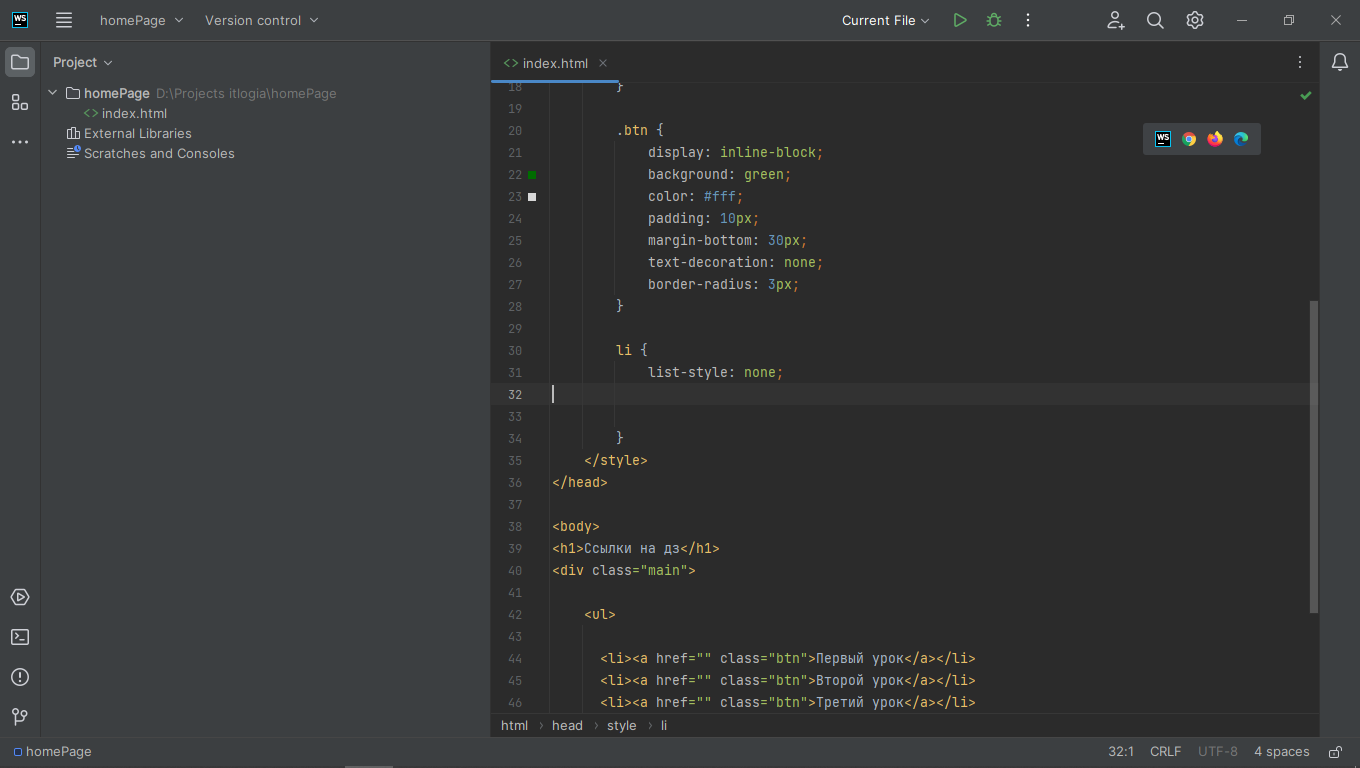 WS homePage Version control Current File
Project
homePage D:\Projects itlogia\homePage
<> index.html
External Libraries
Scratches and Consoles
<> index.html
18 }
19
20 .btn {
21 display: inline-block;
22 background: green;
23 color: #fff;
24 padding: 10px;
25 margin-bottom: 30px;
26 text-decoration: none;
27 border-radius: 3px;
28 }
29
30 li {
31 list-style: none;
32
33
34 }
35 </style>
36 </head>
37
38 <body>
39 <h1>Ссылки на дз</h1>
40 <div class="main">
41
42 <ul>
43
44 <li><a href="" class="btn">Первый урок</a></li>
45 <li><a href="" class="btn">Второй урок</a></li>
46 <li><a href="" class="btn">Третий урок</a></li>
WS
html › head › style › li
homePage 32:1 CRLF UTF-8 4 spaces